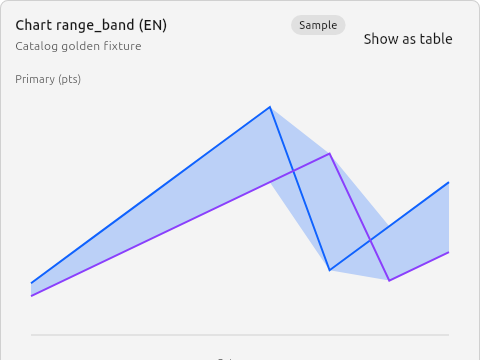 Chart range_band (EN)
Sample
Show as table
Catalog golden fixture
Primary (pts)